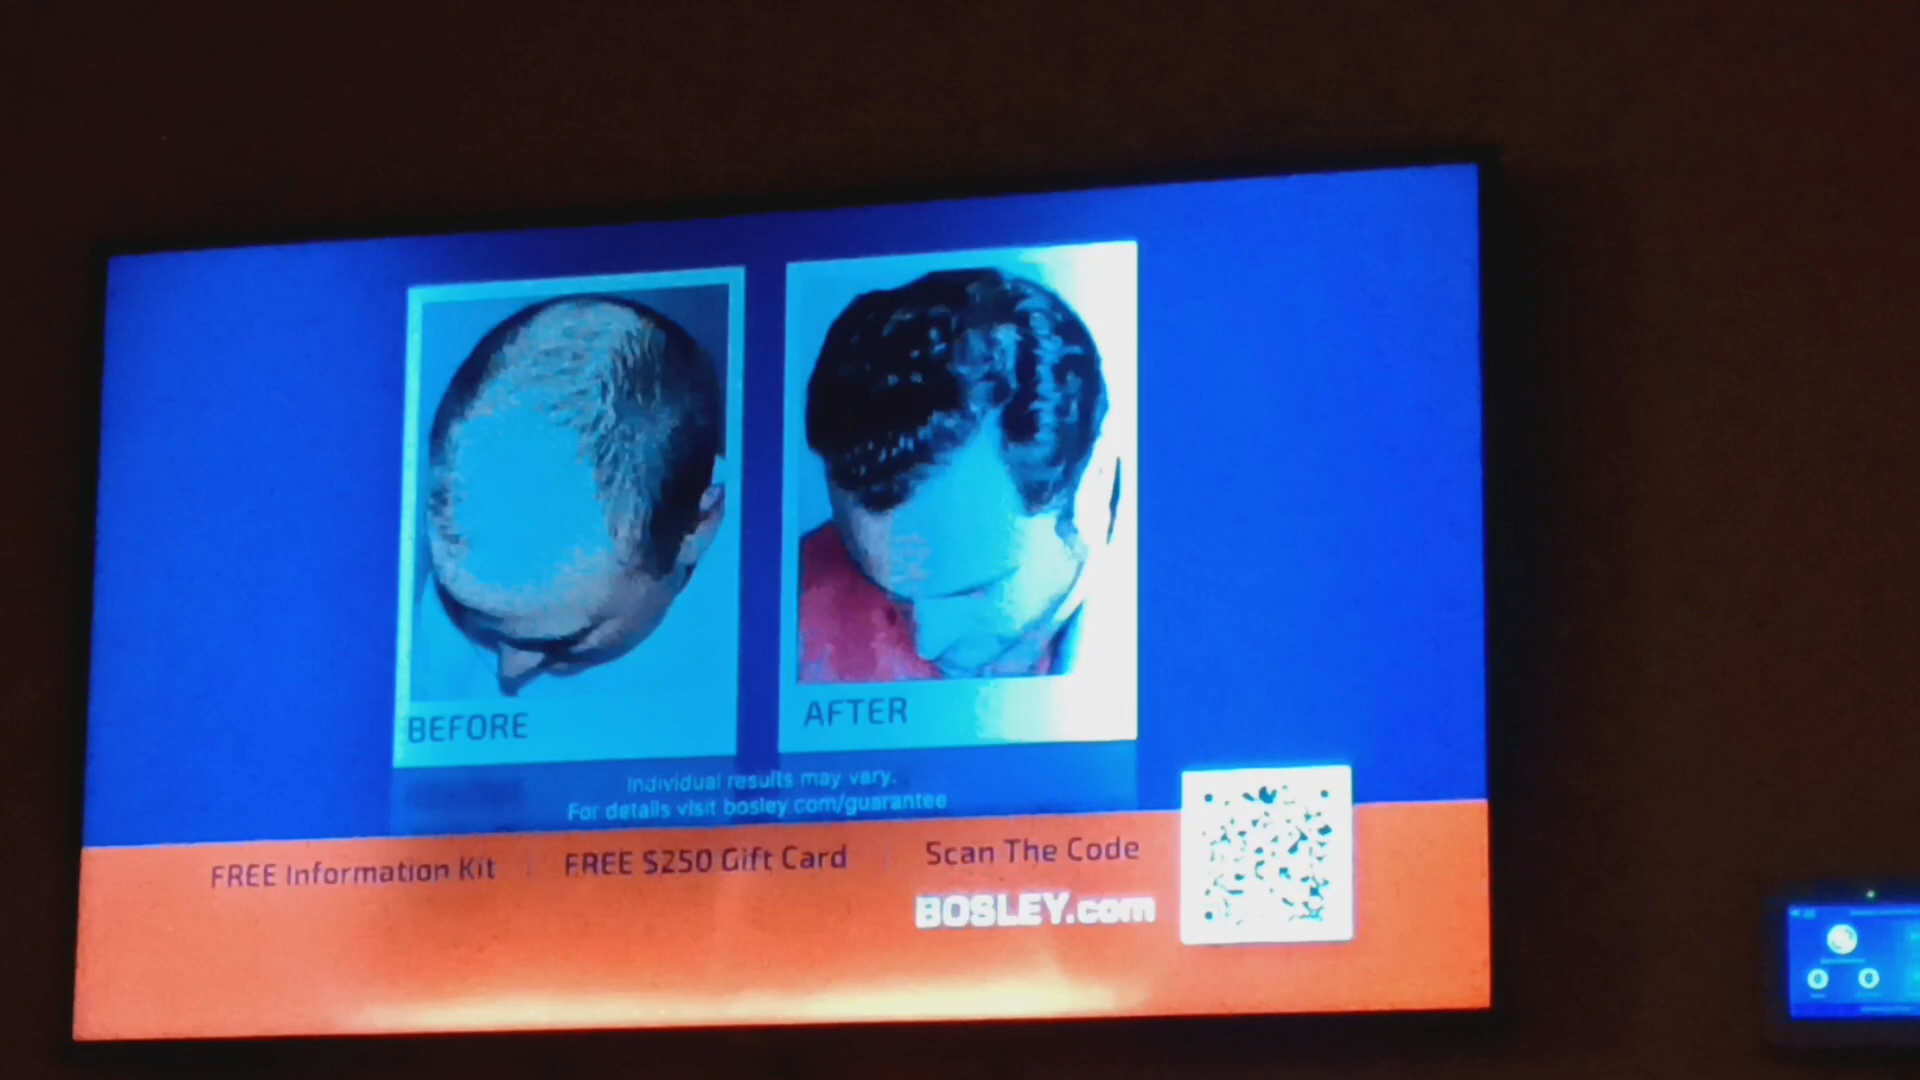 BEFORE
AFTER
Individual results may vary.
For details visit bosley.com/guarantee
FREE Information Kit
FREE $250 Gift Card
Scan The Code
BOSLEY.com